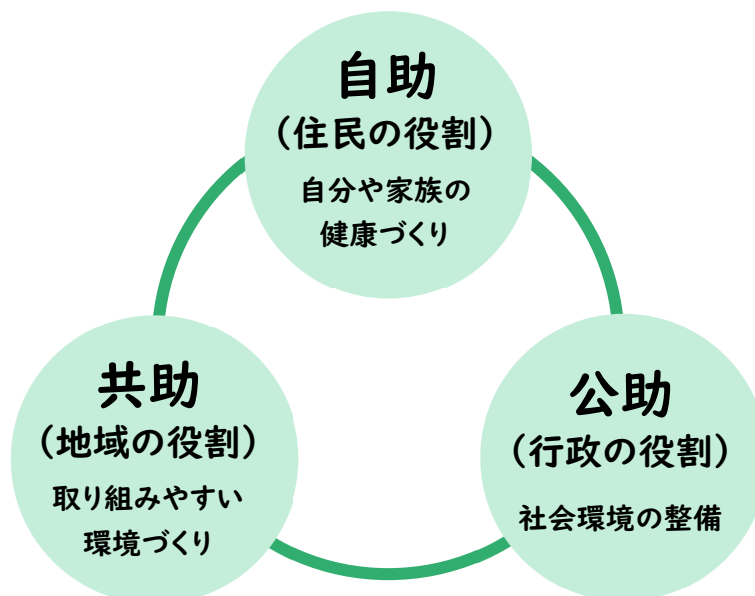 自助
（住民の役割）
自分や家族の
健康づくり
共助
（地域の役割）
取り組みやすい
環境づくり
公助
（行政の役割）
社会環境の整備